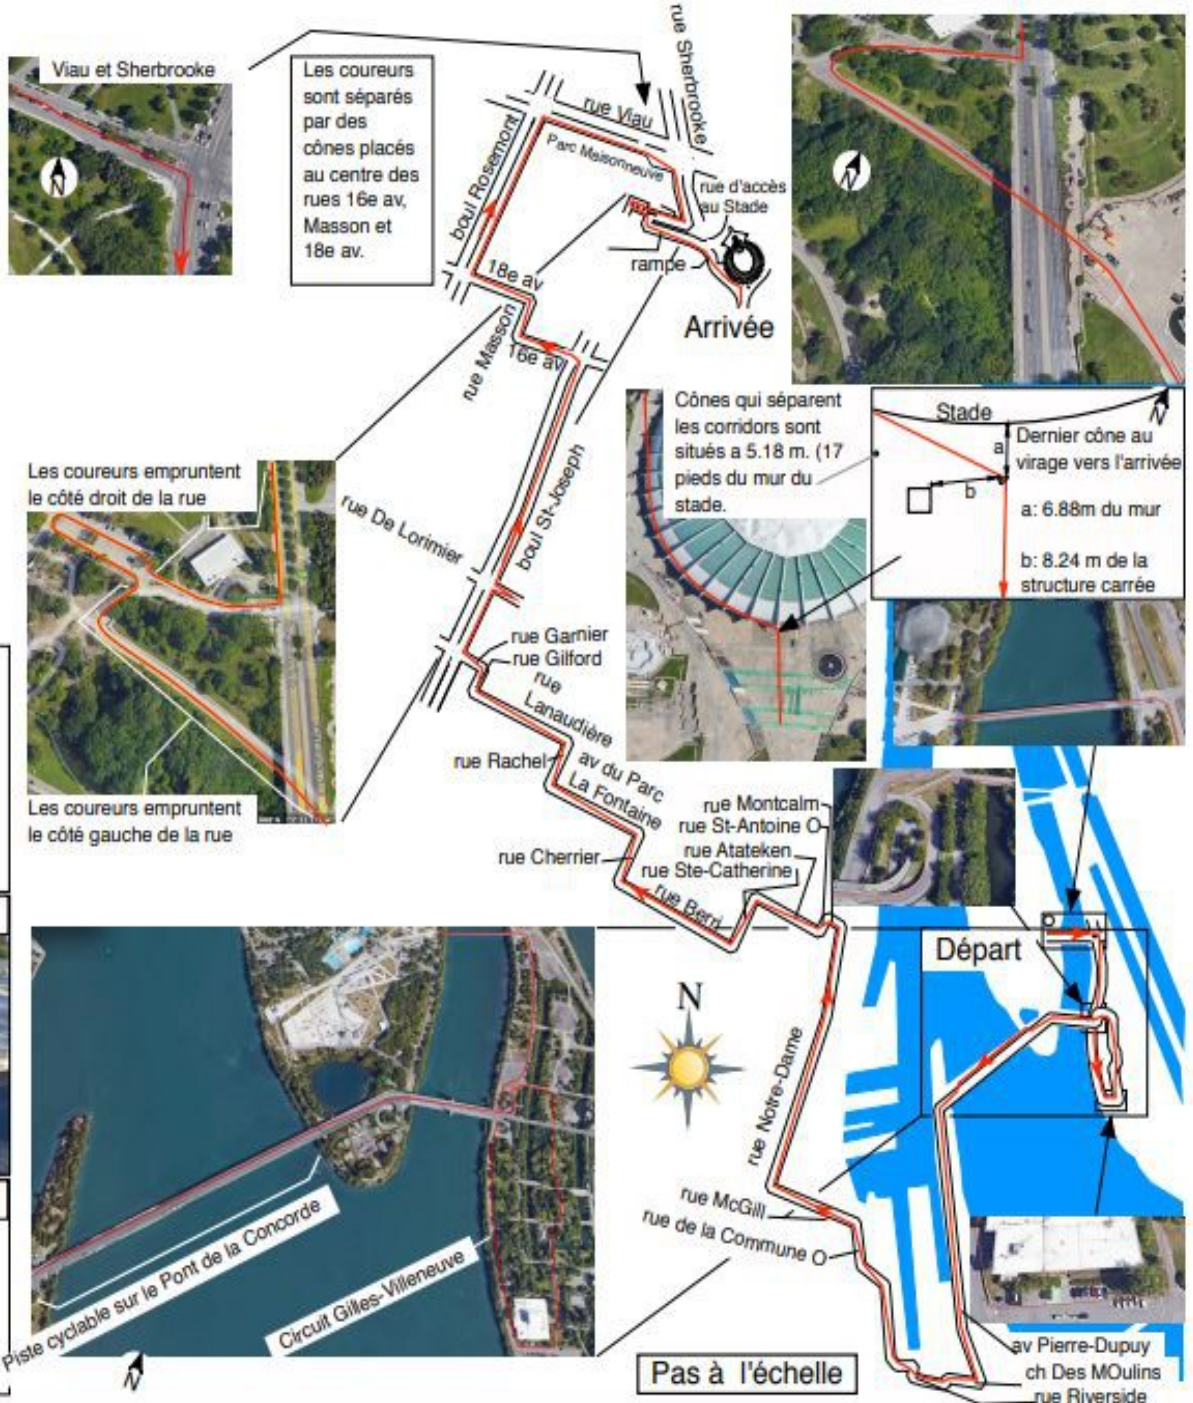 Viau et Sherbrooke
Les coureurs
sont séparés
par des
cônes placés
au centre des
rues 16e av,
Masson et
18e av.
rue Sherbrooke
rue Viau
Parc Maisonneuve
boul Rosemont
rue d'accès
au Stade
rampe
18e av
Arrivée
rue Masson
16e av
N
N
Cônes qui séparent
les corridors sont
situés a 5.18 m. (17
pieds du mur du
stade.
Stade
N
a
b
Dernier cône au
virage vers l'arrivée
a: 6.88m du mur
b: 8.24 m de la
structure carrée
Les coureurs empruntent
le côté droit de la rue
boul St-Joseph
rue De Lorimier
rue Garnier
rue Gilford
rue
Lanaudière
rue Rachel
av du Parc
La Fontaine
Les coureurs empruntent
le côté gauche de la rue
rue Montcalm
rue St-Antoine O
rue Atateken
rue Ste-Catherine
rue Cherrier
rue Berri
Départ
N
rue Notre-Dame
rue McGill
rue de la Commune O
Piste cyclable sur le Pont de la Concorde
Circuit Gilles-Villeneuve
N
Pas à l'échelle
av Pierre-Dupuy
ch Des MOulins
rue Riverside